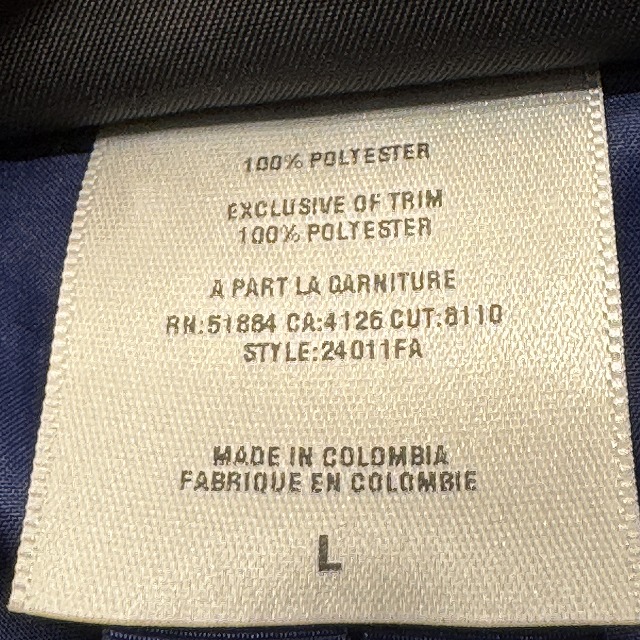 100% POLYESTER
EXCLUSIVE OF TRIM
100% POLYESTER
A PART LA GARNITURE
RN:51884 CA:4126 CUT:8110
STYLE:24011FA
MADE IN COLOMBIA
FABRIQUE EN COLOMBIE
L